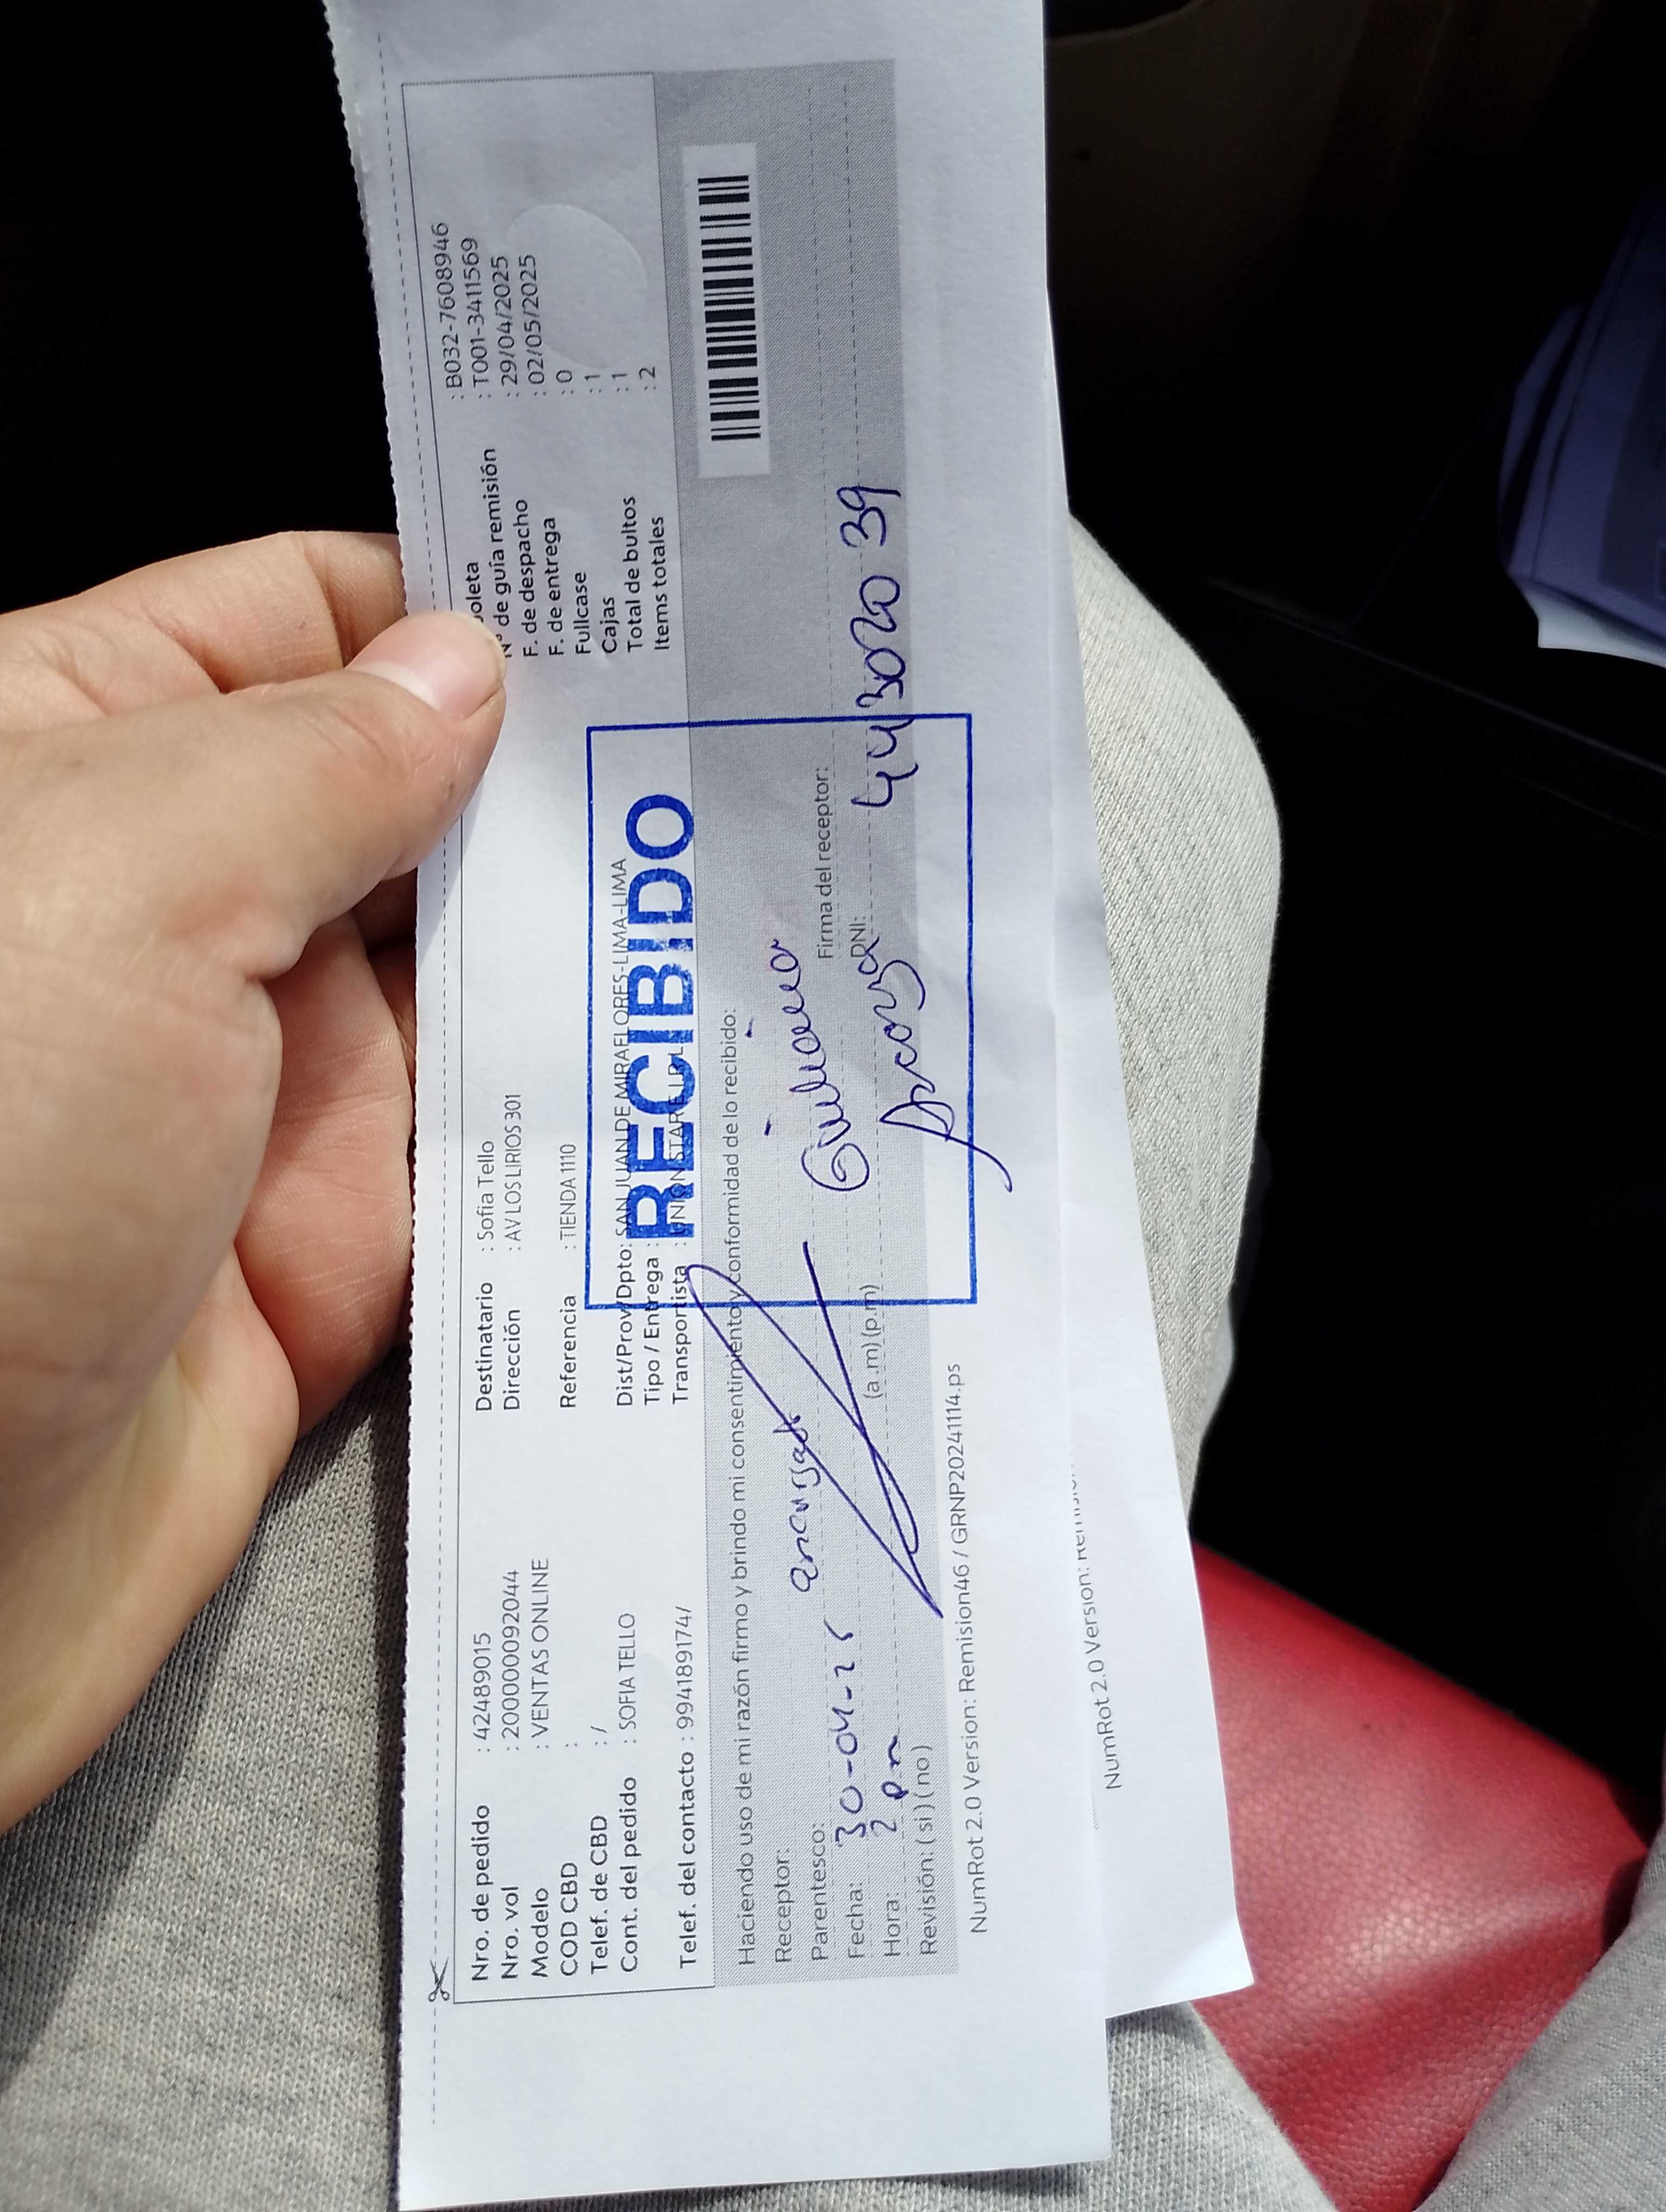 Nro. de pedido : 42489015
Nro. vol : 200000092044
Modelo : VENTAS ONLINE
COD CBD :
Telef. de CBD : /
Cont. del pedido : SOFIA TELLO
Telef. del contacto : 994189174/
Destinatario : Sofia Tello
Dirección : AV LOS LIRIOS 301
Referencia : TIENDA 1110
Dist/Prov/Dpto: SAN JUAN DE MIRAFLORES-LIMA-LIMA
Tipo / Entrega :
Transportista :
RECIBIDO
oleta : B032-7608946
N° de guía remisión : T001-3411569
F. de despacho : 29/04/2025
F. de entrega : 02/05/2025
Fullcase : 0
Cajas : 1
Total de bultos : 1
Items totales : 2
Haciendo uso de mi razón firmo y brindo mi consentimiento y conformidad de lo recibido:
Receptor:
Parentesco:
Fecha: 30-04-25
Hora: 2 pm (a.m) (p.m)
Revisión: ( si ) ( no )
Firma del receptor:
DNI: 44302039
NumRot 2.0 Version: Remision46 / GRNP20241114.ps
NumRot 2.0 Version: